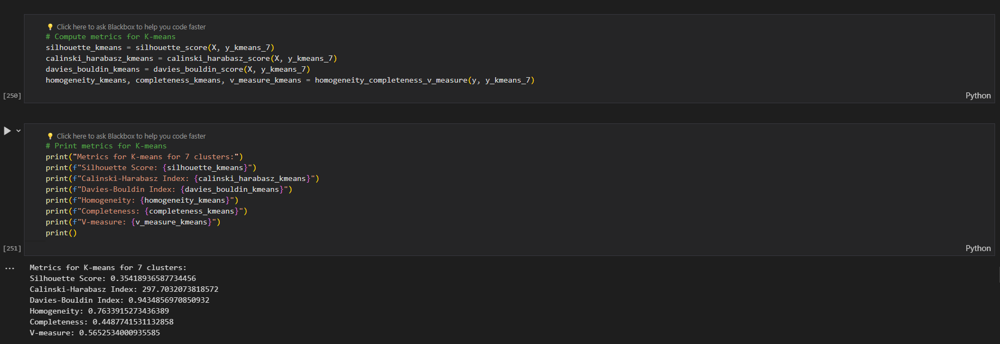 💡 Click here to ask Blackbox to help you code faster
# Compute metrics for K-means
silhouette_kmeans = silhouette_score(X, y_kmeans_7)
calinski_harabasz_kmeans = calinski_harabasz_score(X, y_kmeans_7)
davies_bouldin_kmeans = davies_bouldin_score(X, y_kmeans_7)
homogeneity_kmeans, completeness_kmeans, v_measure_kmeans = homogeneity_completeness_v_measure(y, y_kmeans_7)
[250]
Python
💡 Click here to ask Blackbox to help you code faster
# Print metrics for K-means
print("Metrics for K-means for 7 clusters:")
print(f"Silhouette Score: {silhouette_kmeans}")
print(f"Calinski-Harabasz Index: {calinski_harabasz_kmeans}")
print(f"Davies-Bouldin Index: {davies_bouldin_kmeans}")
print(f"Homogeneity: {homogeneity_kmeans}")
print(f"Completeness: {completeness_kmeans}")
print(f"V-measure: {v_measure_kmeans}")
print()
[251]
Python
Metrics for K-means for 7 clusters:
Silhouette Score: 0.35418936587734456
Calinski-Harabasz Index: 297.7032073818572
Davies-Bouldin Index: 0.9434856970850932
Homogeneity: 0.7633915273436389
Completeness: 0.4487741531132858
V-measure: 0.5652534000935585